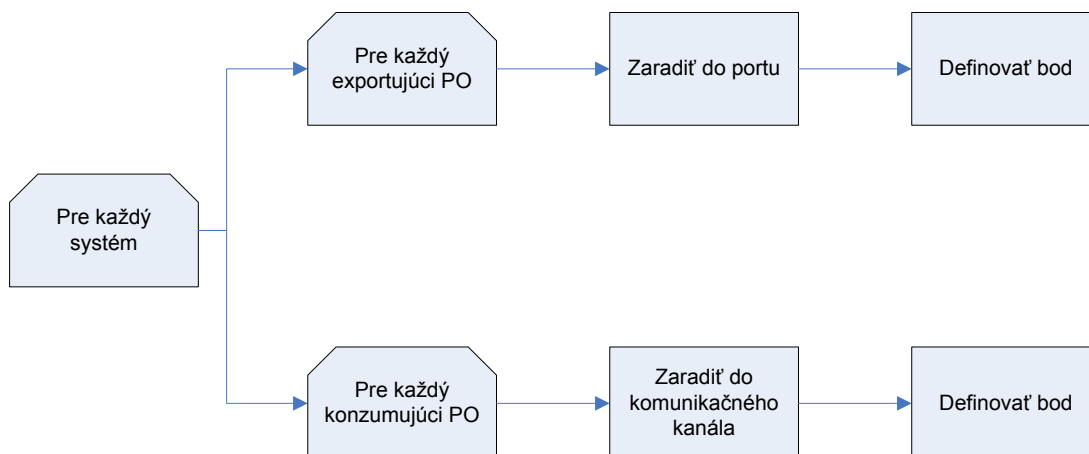 Pre každý
exportujúci PO
Zaradiť do portu
Definovať bod
Pre každý
systém
Pre každý
konzumujúci PO
Zaradiť do
komunikačného
kanála
Definovať bod